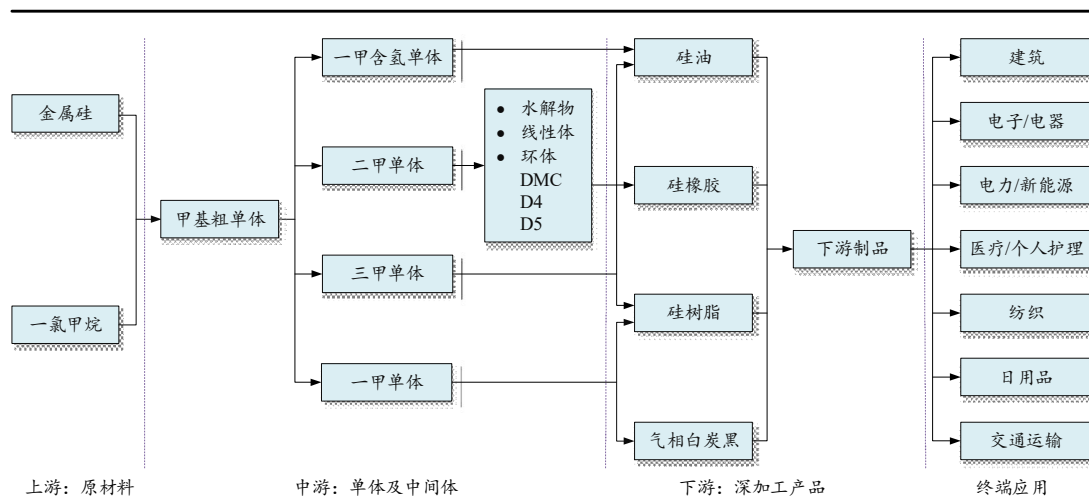 金属硅
一氯甲烷
甲基粗单体
一甲含氢单体
二甲单体
三甲单体
一甲单体
● 水解物
● 线性体
● 环体
DMC
D4
D5
硅油
硅橡胶
硅树脂
气相白炭黑
下游制品
建筑
电子/电器
电力/新能源
医疗/个人护理
纺织
日用品
交通运输
上游：原材料
中游：单体及中间体
下游：深加工产品
终端应用